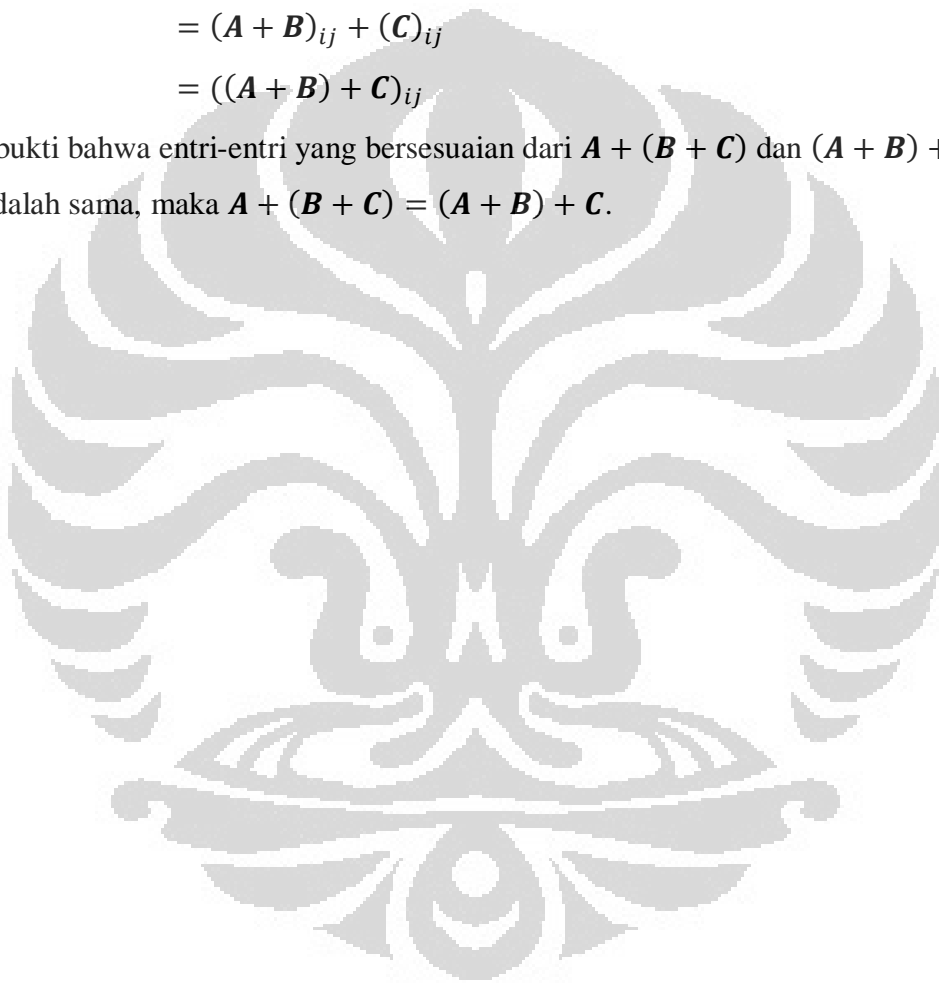 = (A + B)ij + (C)ij
= ((A + B) + C)ij
bukti bahwa entri-entri yang bersesuaian dari A + (B + C) dan (A + B) +
dalah sama, maka A + (B + C) = (A + B) + C.